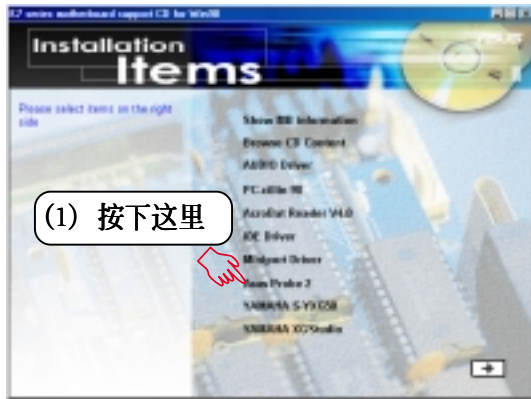 K7 series motherboard support CD for Win98
ASUS
Installation
Items
Please select items on the right
side
Show MB information
Browse CD Content
AUDIO Driver
PC-cillin 98
Acrobat Reader V4.0
IDE Driver
Miniport Driver
(1) 按下这里
Asus Probe 2
YAMAHA S-YXG50
YAMAHA XGStudio